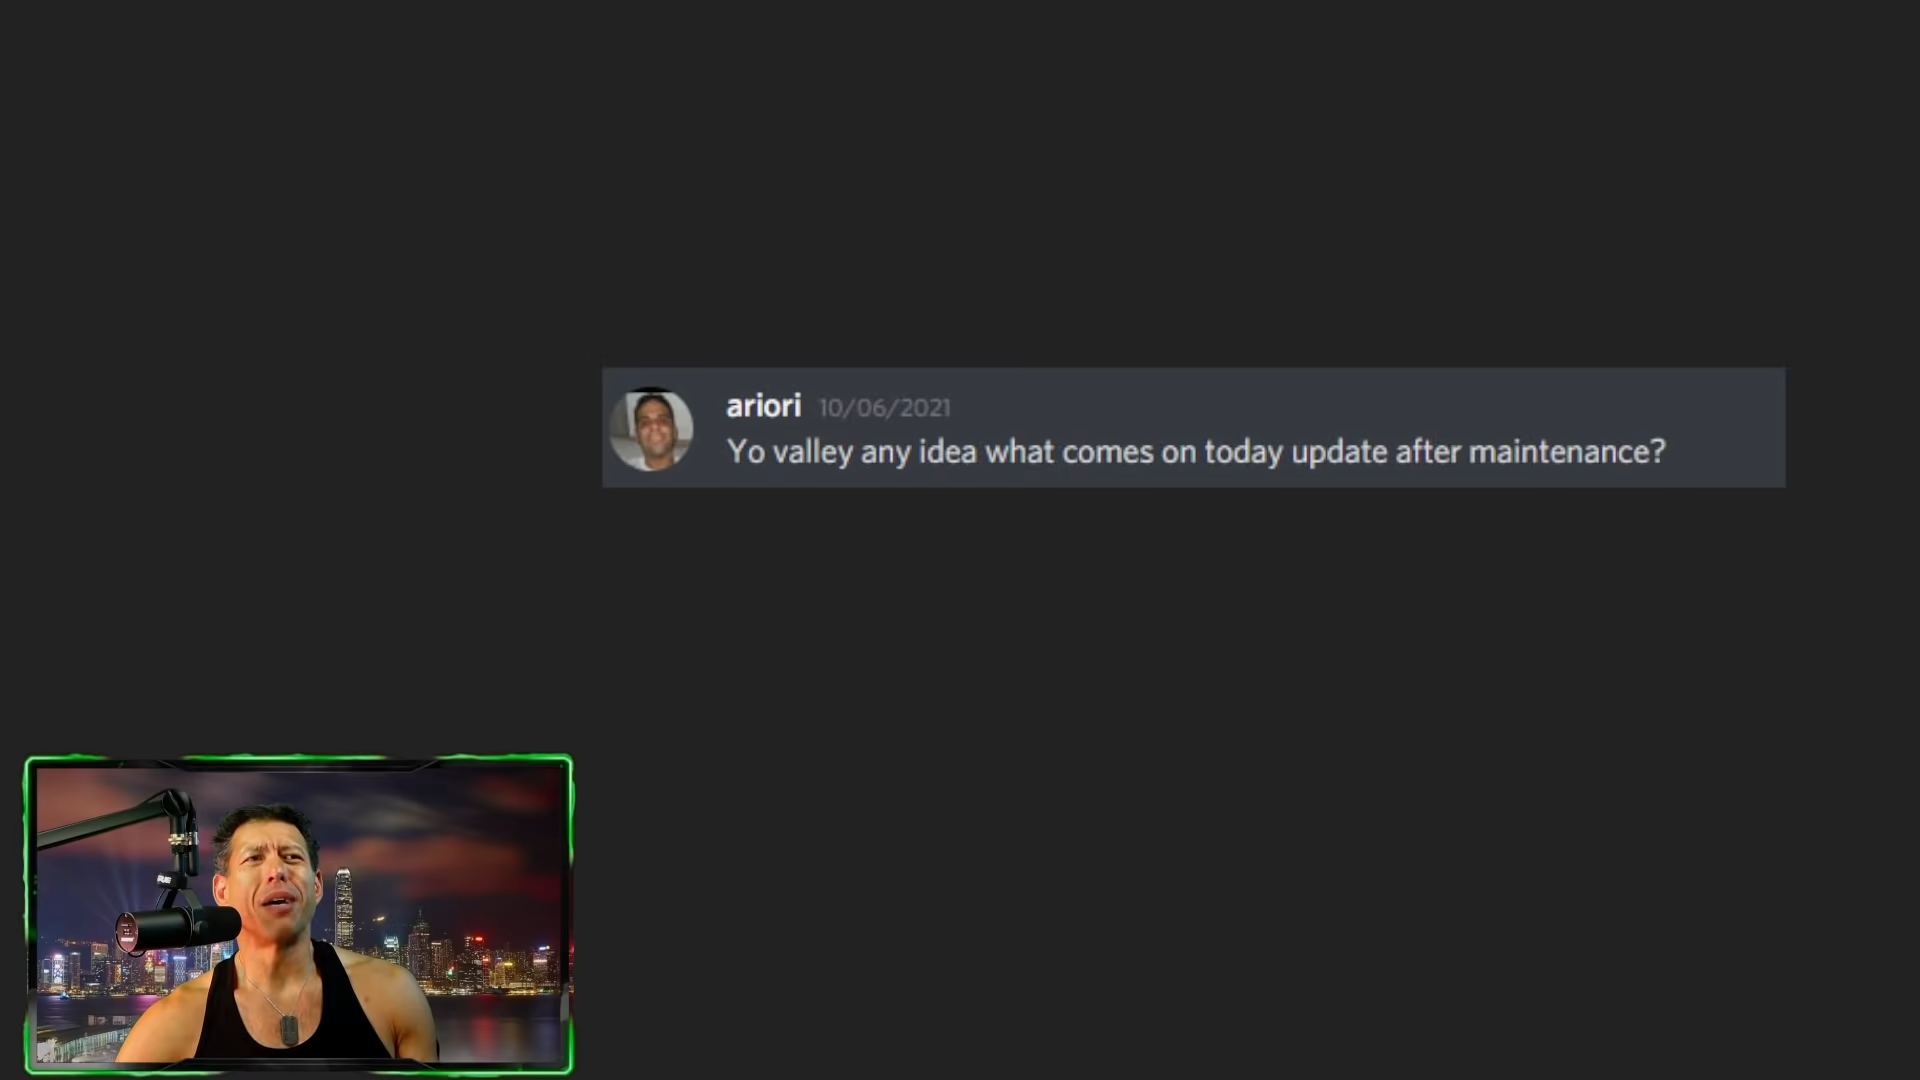 ariori 10/06/2021
Yo valley any idea what comes on today update after maintenance?